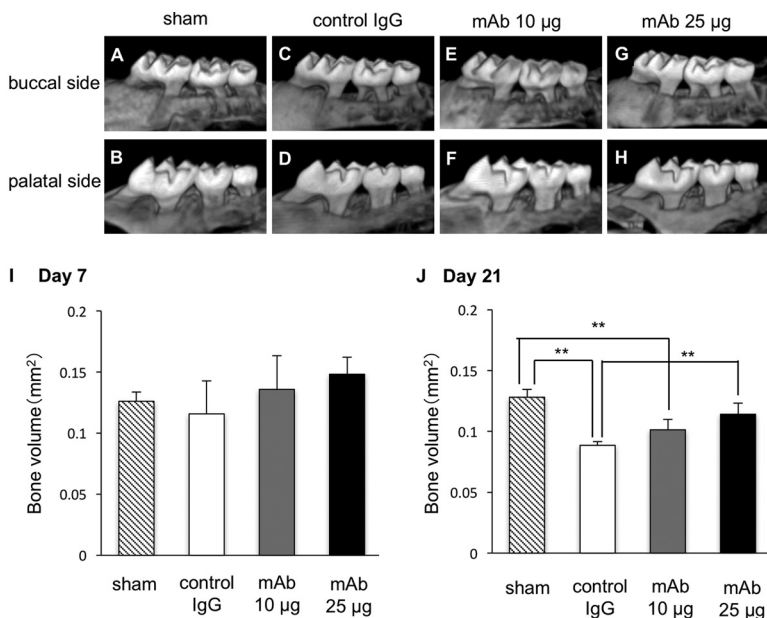 sham control IgG mAb 10 µg mAb 25 µg
buccal side
A C E G
palatal side
B D F H
I Day 7
Bone volume (mm²)
0.2
0.15
0.1
0.05
0
sham control IgG mAb 10 µg mAb 25 µg
J Day 21
Bone volume (mm²)
0.2
0.15
0.1
0.05
0
**
** **
sham control IgG mAb 10 µg mAb 25 µg